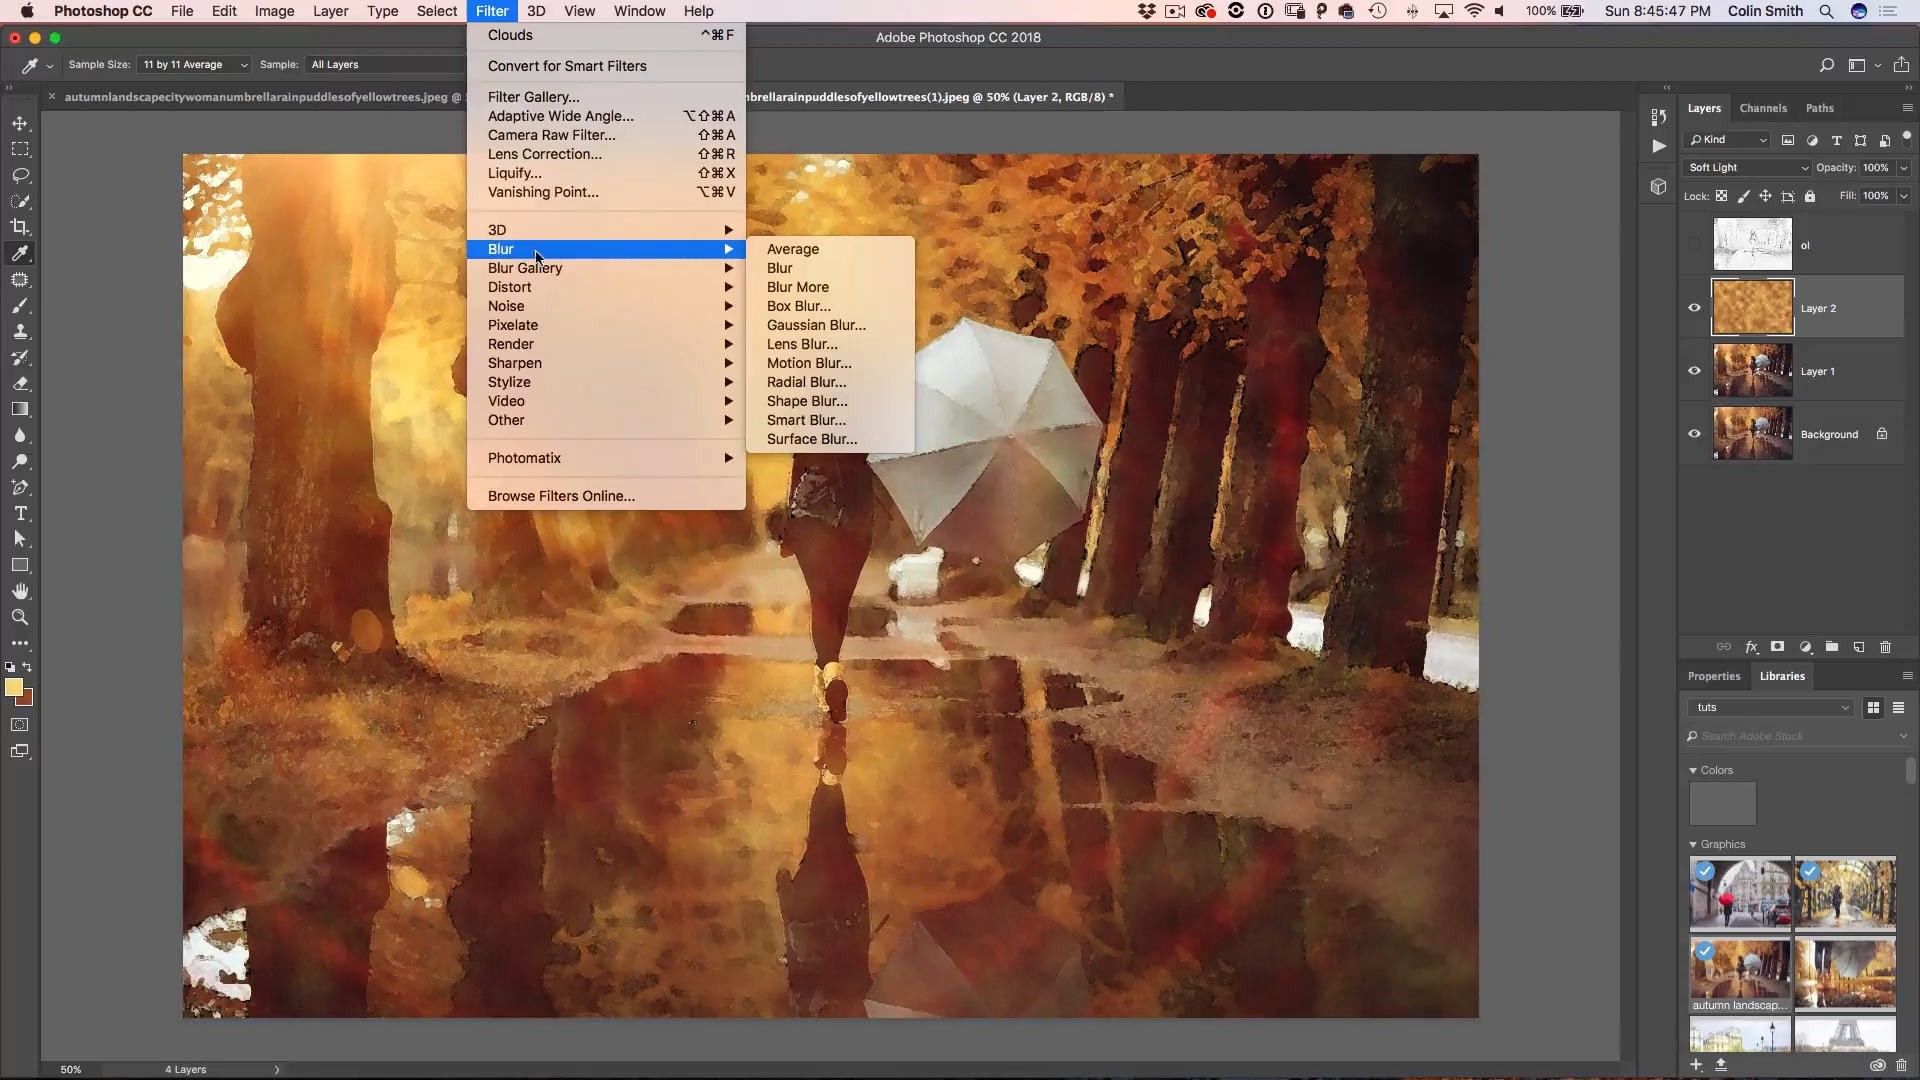 Photoshop CC File Edit Image Layer Type Select Filter 3D View Window Help 100% Sun 8:45:47 PM Colin Smith
Adobe Photoshop CC 2018
Sample Size: 11 by 11 Average Sample: All Layers
autumnlandscapecitywomanumbrellarainpuddlesofyellowtrees.jpeg @ mbrellarainpuddlesofyellowtrees(1).jpeg @ 50% (Layer 2, RGB/8) *
Clouds ^⌘F
Convert for Smart Filters
Filter Gallery...
Adaptive Wide Angle... ⌥⇧⌘A
Camera Raw Filter... ⇧⌘A
Lens Correction... ⇧⌘R
Liquify... ⇧⌘X
Vanishing Point... ⌥⌘V
3D
Blur
Blur Gallery
Distort
Noise
Pixelate
Render
Sharpen
Stylize
Video
Other
Photomatix
Browse Filters Online...
Average
Blur
Blur More
Box Blur...
Gaussian Blur...
Lens Blur...
Motion Blur...
Radial Blur...
Shape Blur...
Smart Blur...
Surface Blur...
Layers Channels Paths
Kind
Soft Light Opacity: 100%
Lock: Fill: 100%
ol
Layer 2
Layer 1
Background
Properties Libraries
tuts
Search Adobe Stock
Colors
Graphics
autumn landscap...
50% 4 Layers